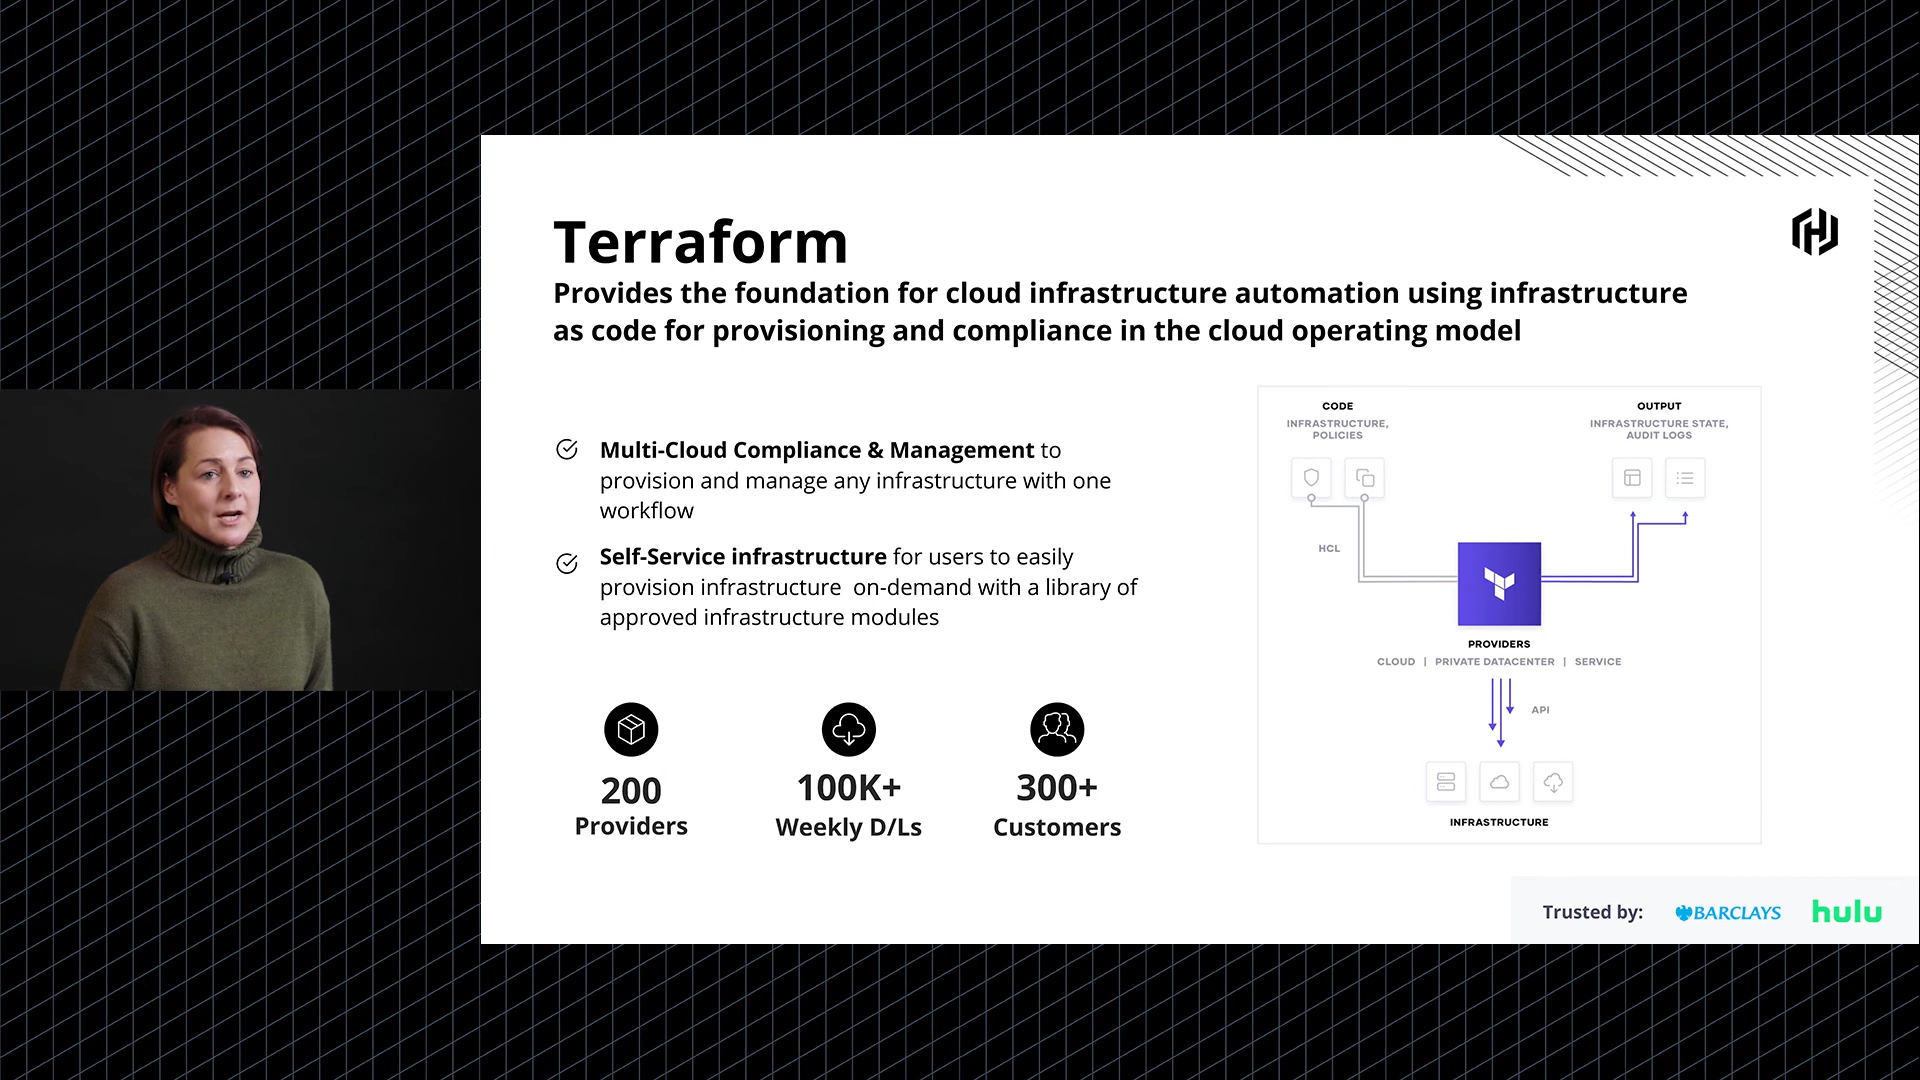 Terraform
Provides the foundation for cloud infrastructure automation using infrastructure
as code for provisioning and compliance in the cloud operating model
Multi-Cloud Compliance & Management to
provision and manage any infrastructure with one
workflow
Self-Service infrastructure for users to easily
provision infrastructure on-demand with a library of
approved infrastructure modules
200
Providers
100K+
Weekly D/Ls
300+
Customers
CODE
INFRASTRUCTURE,
POLICIES
OUTPUT
INFRASTRUCTURE STATE,
AUDIT LOGS
HCL
PROVIDERS
CLOUD | PRIVATE DATACENTER | SERVICE
API
INFRASTRUCTURE
Trusted by: BARCLAYS hulu